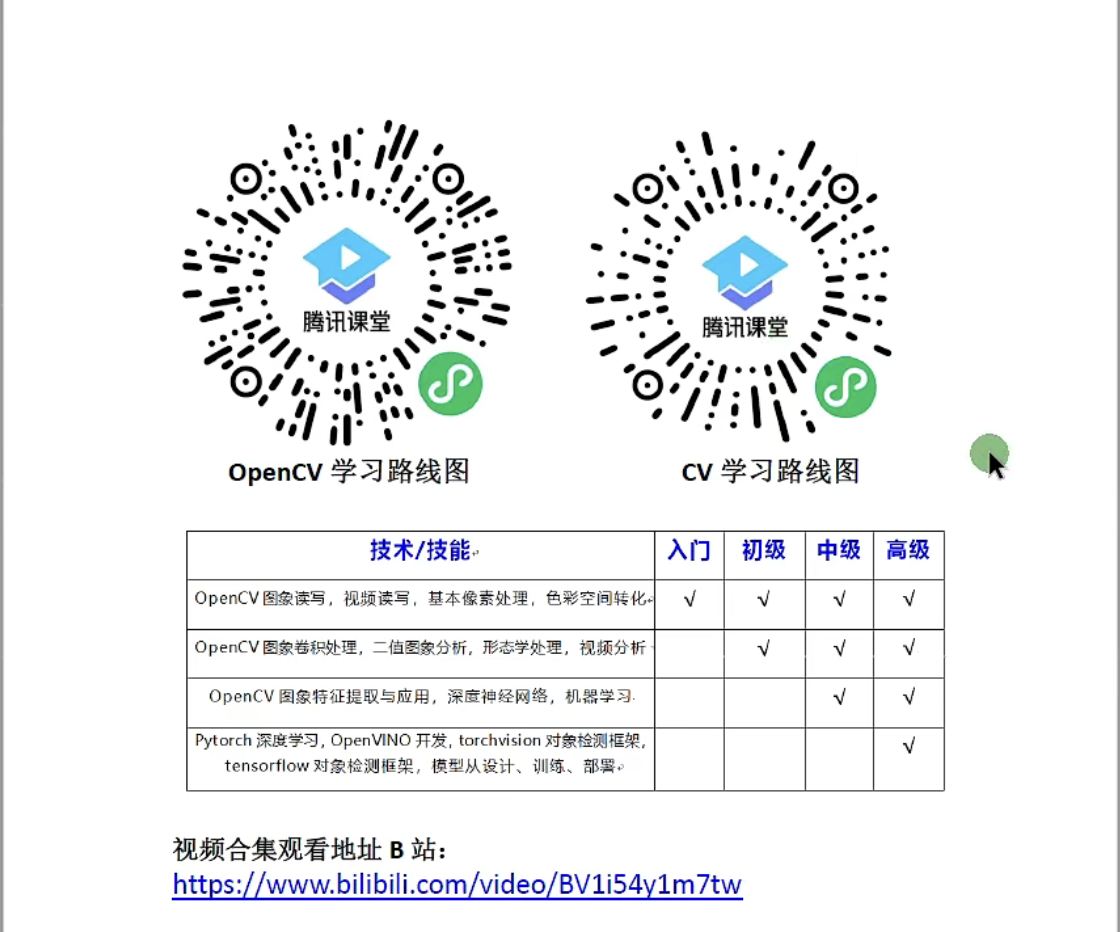 腾讯课堂
腾讯课堂
OpenCV 学习路线图
CV 学习路线图
技术/技能 入门 初级 中级 高级
OpenCV 图象读写，视频读写，基本像素处理，色彩空间转化 √ √ √ √
OpenCV 图象卷积处理，二值图象分析，形态学处理，视频分析 √ √ √
OpenCV 图象特征提取与应用，深度神经网络，机器学习 √ √
Pytorch 深度学习，OpenVINO 开发，torchvision 对象检测框架， √
tensorflow 对象检测框架，模型从设计、训练、部署
视频合集观看地址 B 站：
https://www.bilibili.com/video/BV1i54y1m7tw